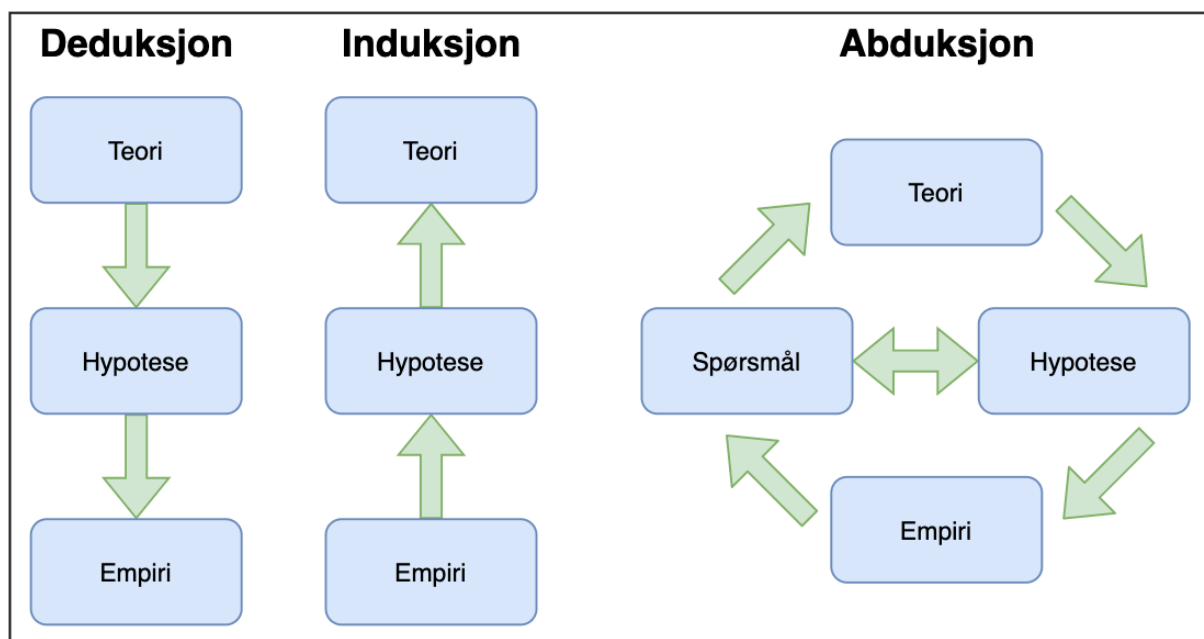 Deduksjon
Teori
Hypotese
Empiri
Induksjon
Teori
Hypotese
Empiri
Abduksjon
Teori
Spørsmål
Hypotese
Empiri